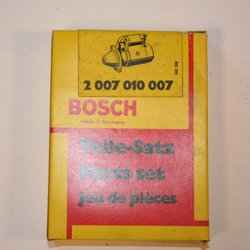 2 007 010 007
BOSCH
made in Germany
Teile-Satz
Parts set
jeu de pièces